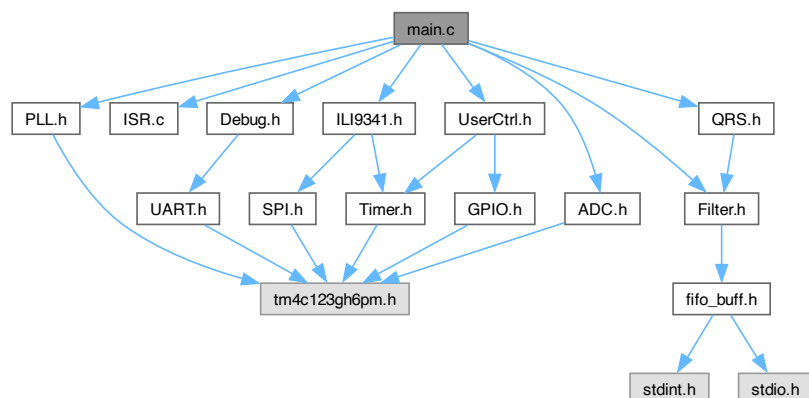 main.c
PLL.h
ISR.c
Debug.h
ILI9341.h
UserCtrl.h
QRS.h
UART.h
SPI.h
Timer.h
GPIO.h
ADC.h
Filter.h
tm4c123gh6pm.h
fifo_buff.h
stdint.h
stdio.h